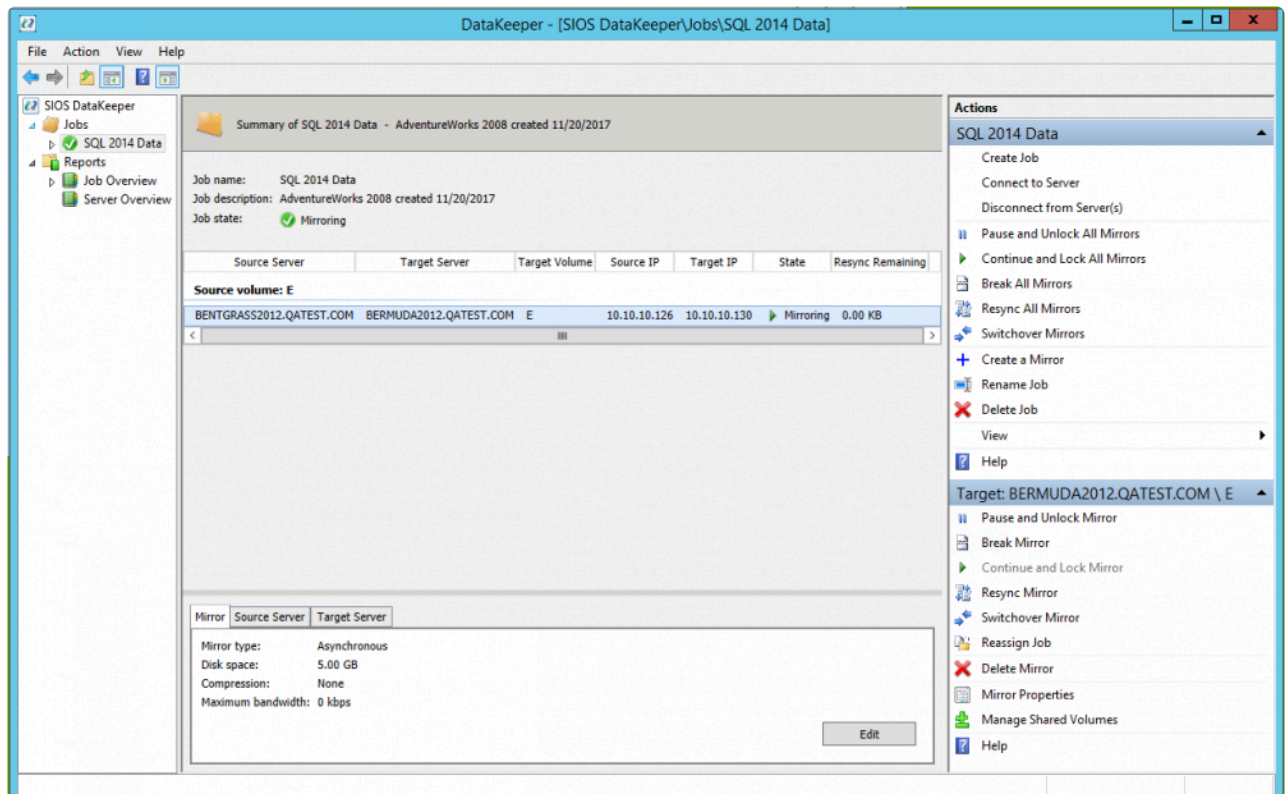 DataKeeper - [SIOS DataKeeper\Jobs\SQL 2014 Data]
File Action View Help
SIOS DataKeeper
Jobs
SQL 2014 Data
Reports
Job Overview
Server Overview
Summary of SQL 2014 Data - AdventureWorks 2008 created 11/20/2017
Job name: SQL 2014 Data
Job description: AdventureWorks 2008 created 11/20/2017
Job state: Mirroring
Source Server Target Server Target Volume Source IP Target IP State Resync Remaining
Source volume: E
BENTGRASS2012.QATEST.COM BERMUDA2012.QATEST.COM E 10.10.10.126 10.10.10.130 Mirroring 0.00 KB
Mirror Source Server Target Server
Mirror type: Asynchronous
Disk space: 5.00 GB
Compression: None
Maximum bandwidth: 0 kbps
Edit
Actions
SQL 2014 Data
Create Job
Connect to Server
Disconnect from Server(s)
Pause and Unlock All Mirrors
Continue and Lock All Mirrors
Break All Mirrors
Resync All Mirrors
Switchover Mirrors
Create a Mirror
Rename Job
Delete Job
View
Help
Target: BERMUDA2012.QATEST.COM \ E
Pause and Unlock Mirror
Break Mirror
Continue and Lock Mirror
Resync Mirror
Switchover Mirror
Reassign Job
Delete Mirror
Mirror Properties
Manage Shared Volumes
Help